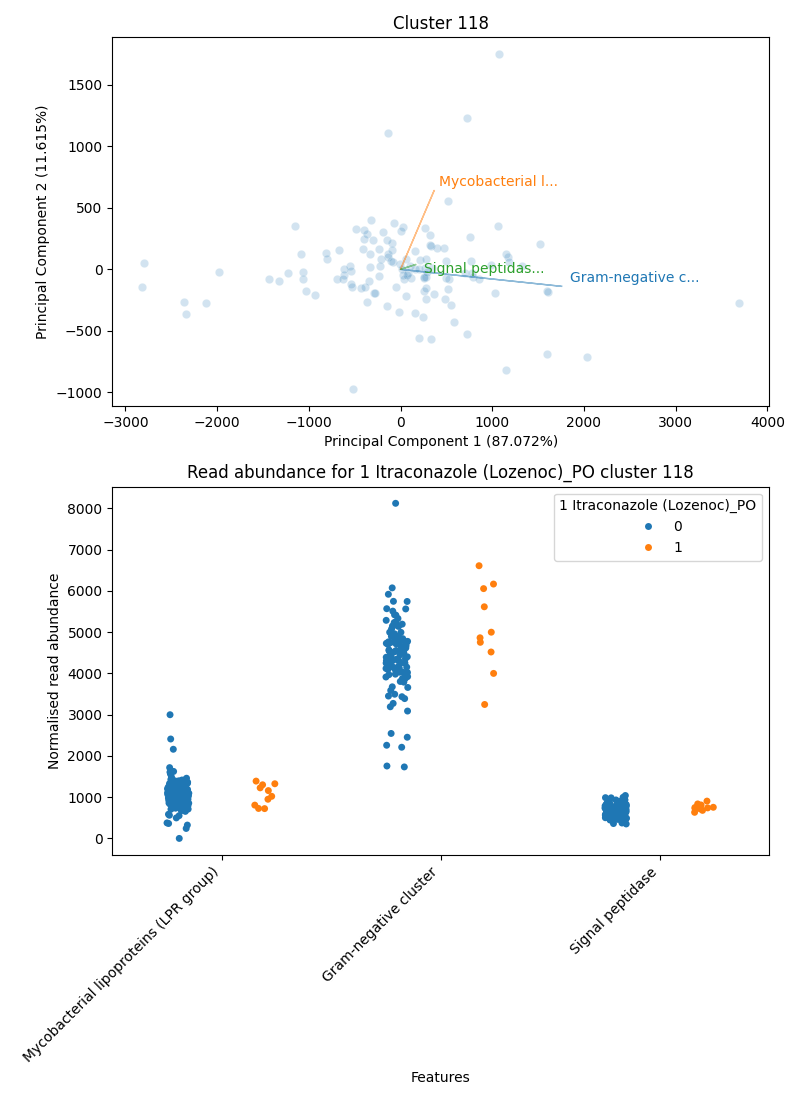 Cluster 118
1500
1000
500
0
−500
−1000
Principal Component 2 (11.615%)
Mycobacterial l...
Signal peptidas...
Gram-negative c...
−3000 −2000 −1000 0 1000 2000 3000 4000
Principal Component 1 (87.072%)
Read abundance for 1 Itraconazole (Lozenoc)_PO cluster 118
8000
7000
6000
5000
4000
3000
2000
1000
0
Normalised read abundance
1 Itraconazole (Lozenoc)_PO
0
1
Mycobacterial lipoproteins (LPR group)
Gram-negative cluster
Signal peptidase
Features